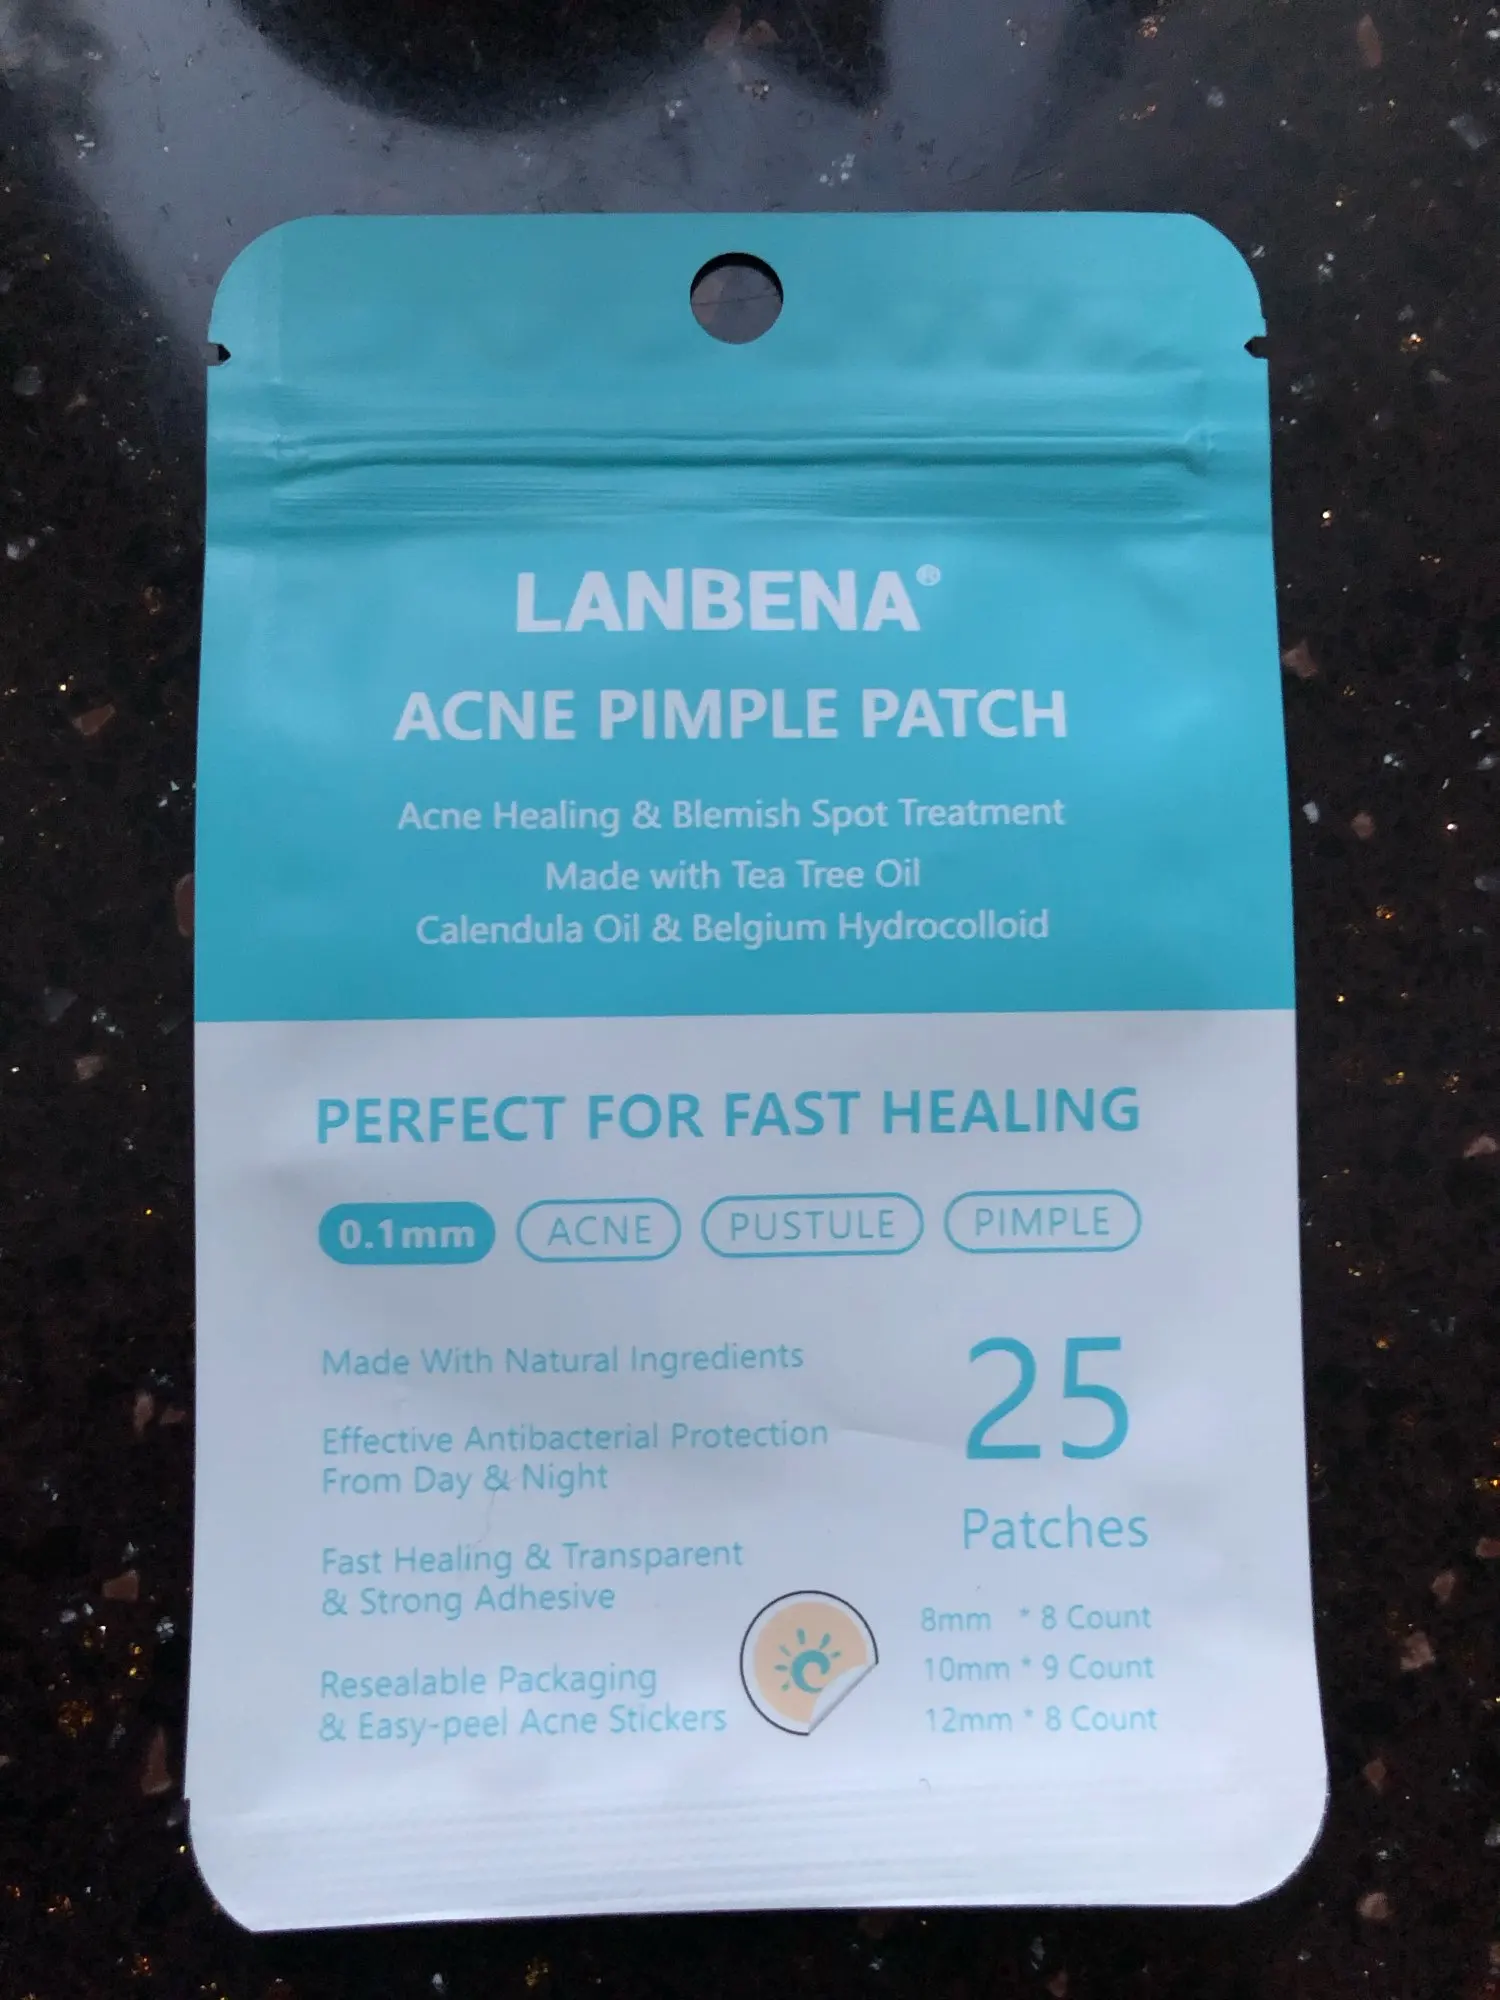 LANBENA®
ACNE PIMPLE PATCH
Acne Healing & Blemish Spot Treatment
Made with Tea Tree Oil
Calendula Oil & Belgium Hydrocolloid
PERFECT FOR FAST HEALING
0.1mm ACNE PUSTULE PIMPLE
Made With Natural Ingredients
Effective Antibacterial Protection
From Day & Night
Fast Healing & Transparent
& Strong Adhesive
Resealable Packaging
& Easy-peel Acne Stickers
25
Patches
8mm * 8 Count
10mm * 9 Count
12mm * 8 Count